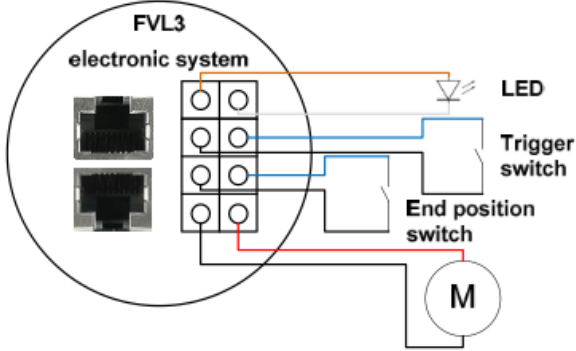 FVL3
electronic system
LED
Trigger
switch
End position
switch
M